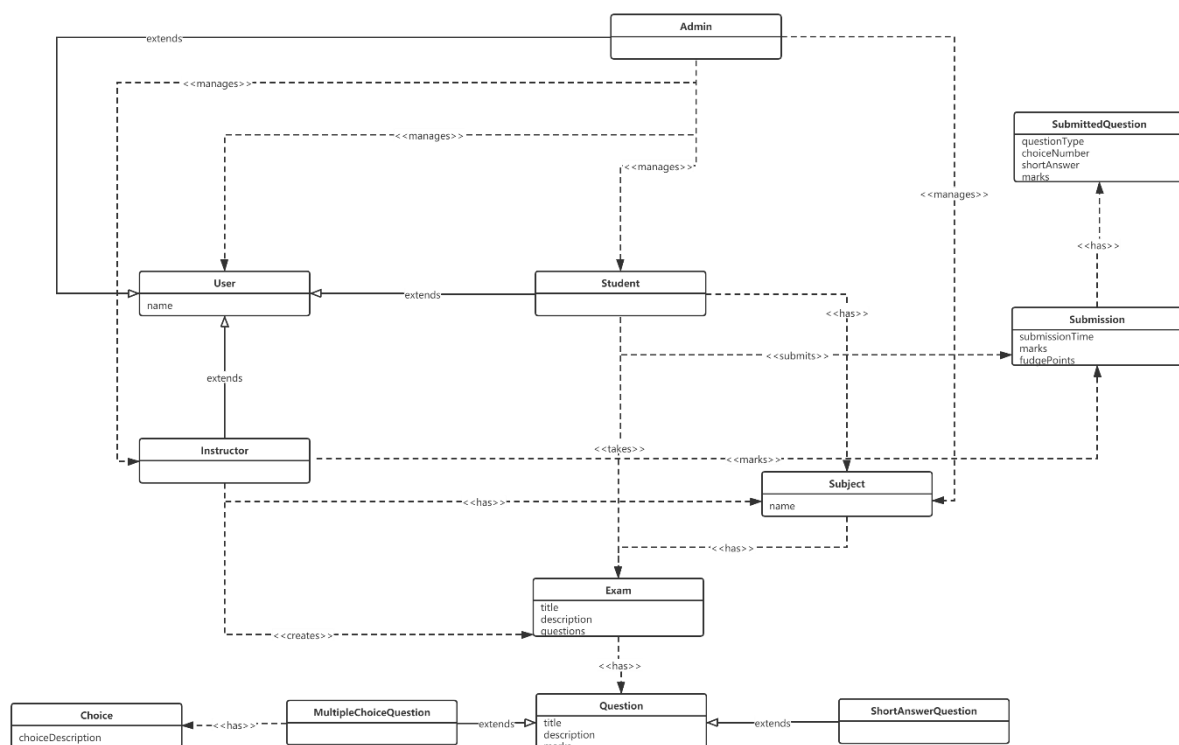 Admin
extends
<<manages>>
<<manages>>
<<manages>>
<<manages>>
SubmittedQuestion
questionType
choiceNumber
shortAnswer
marks
<<has>>
User
name
extends
Student
<<has>>
Submission
submissionTime
marks
fudgePoints
<<submits>>
extends
Instructor
<<takes>>
<<marks>>
Subject
name
<<has>>
<<has>>
Exam
title
description
questions
<<creates>>
<<has>>
Choice
choiceDescription
<<has>>
MultipleChoiceQuestion
extends
Question
title
description
marks
extends
ShortAnswerQuestion